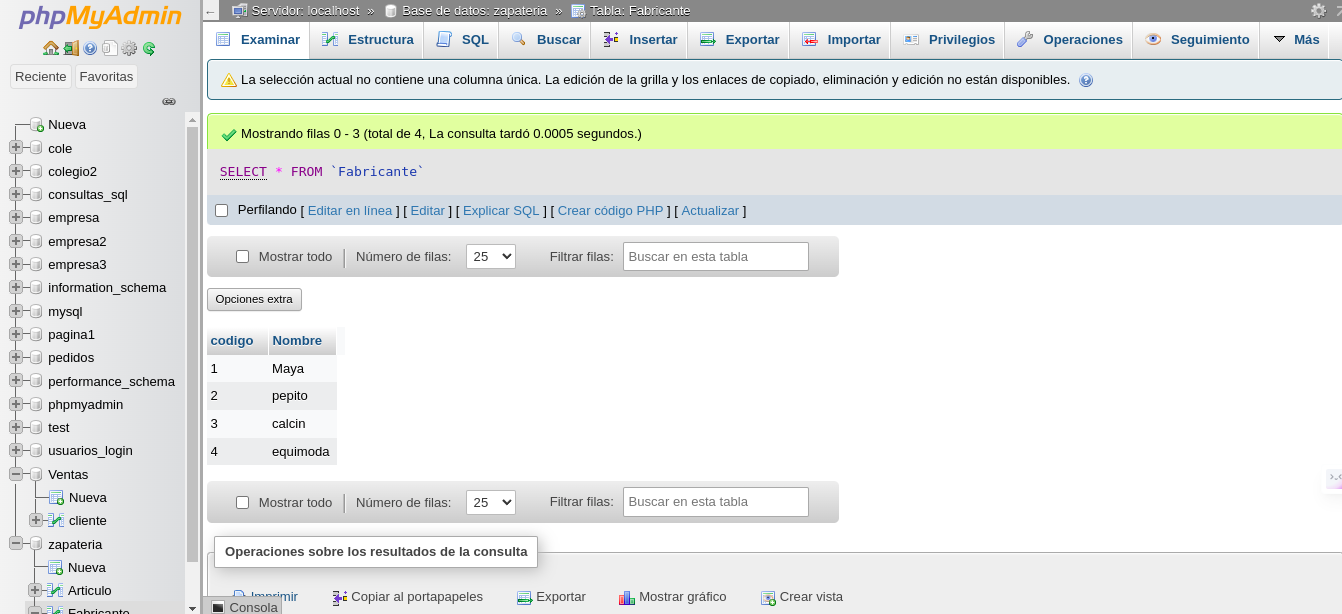 phpMyAdmin
Reciente Favoritas
Nueva
cole
colegio2
consultas_sql
empresa
empresa2
empresa3
information_schema
mysql
pagina1
pedidos
performance_schema
phpmyadmin
test
usuarios_login
Ventas
Nueva
cliente
zapateria
Nueva
Articulo
Fabricante
← Servidor: localhost » Base de datos: zapateria » Tabla: Fabricante
Examinar Estructura SQL Buscar Insertar Exportar Importar Privilegios Operaciones Seguimiento Más
La selección actual no contiene una columna única. La edición de la grilla y los enlaces de copiado, eliminación y edición no están disponibles.
Mostrando filas 0 - 3 (total de 4, La consulta tardó 0.0005 segundos.)
SELECT * FROM `Fabricante`
Perfilando [ Editar en línea ] [ Editar ] [ Explicar SQL ] [ Crear código PHP ] [ Actualizar ]
Mostrar todo | Número de filas: 25 Filtrar filas: Buscar en esta tabla
Opciones extra
codigo Nombre
1 Maya
2 pepito
3 calcin
4 equimoda
Mostrar todo | Número de filas: 25 Filtrar filas: Buscar en esta tabla
Operaciones sobre los resultados de la consulta
Imprimir Copiar al portapapeles Exportar Mostrar gráfico Crear vista
Consola